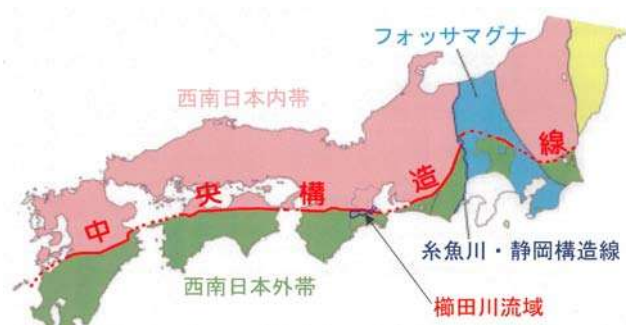 フォッサマグナ
西南日本内帯
中央構造線
糸魚川・静岡構造線
西南日本外帯
櫛田川流域